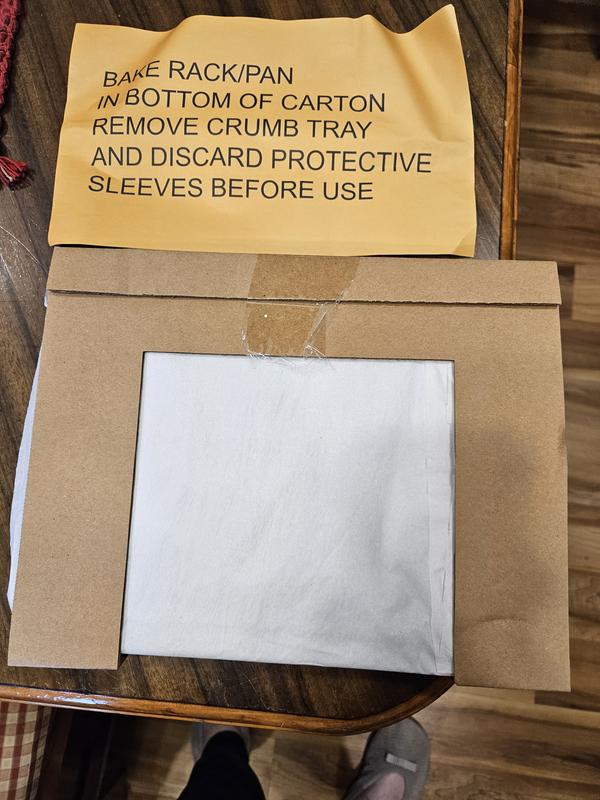 BAKE RACK/PAN
IN BOTTOM OF CARTON
REMOVE CRUMB TRAY
AND DISCARD PROTECTIVE
SLEEVES BEFORE USE